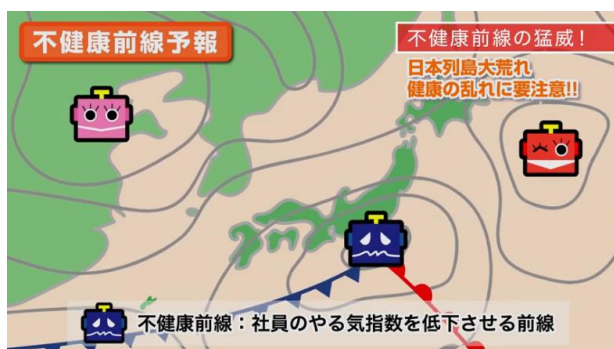 不健康前線予報
不健康前線の猛威！
日本列島大荒れ
健康の乱れに要注意!!
不健康前線：社員のやる気指数を低下させる前線